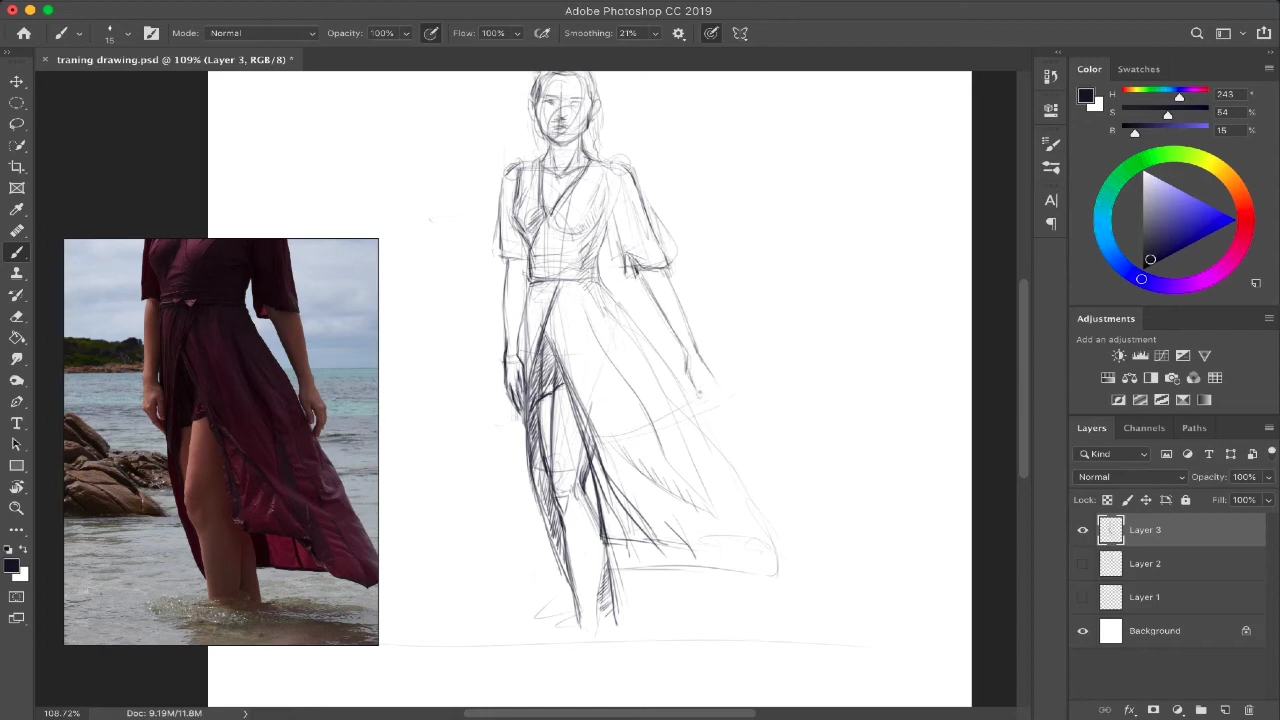 Adobe Photoshop CC 2019
15 Mode: Normal Opacity: 100% Flow: 100% Smoothing: 21%
traning drawing.psd @ 109% (Layer 3, RGB/8) *
Color Swatches
H 243 °
S 54 %
B 15 %
Adjustments
Add an adjustment
Layers Channels Paths
Kind
Normal Opacity: 100%
Lock: Fill: 100%
Layer 3
Layer 2
Layer 1
Background
108.72% Doc: 9.19M/11.8M